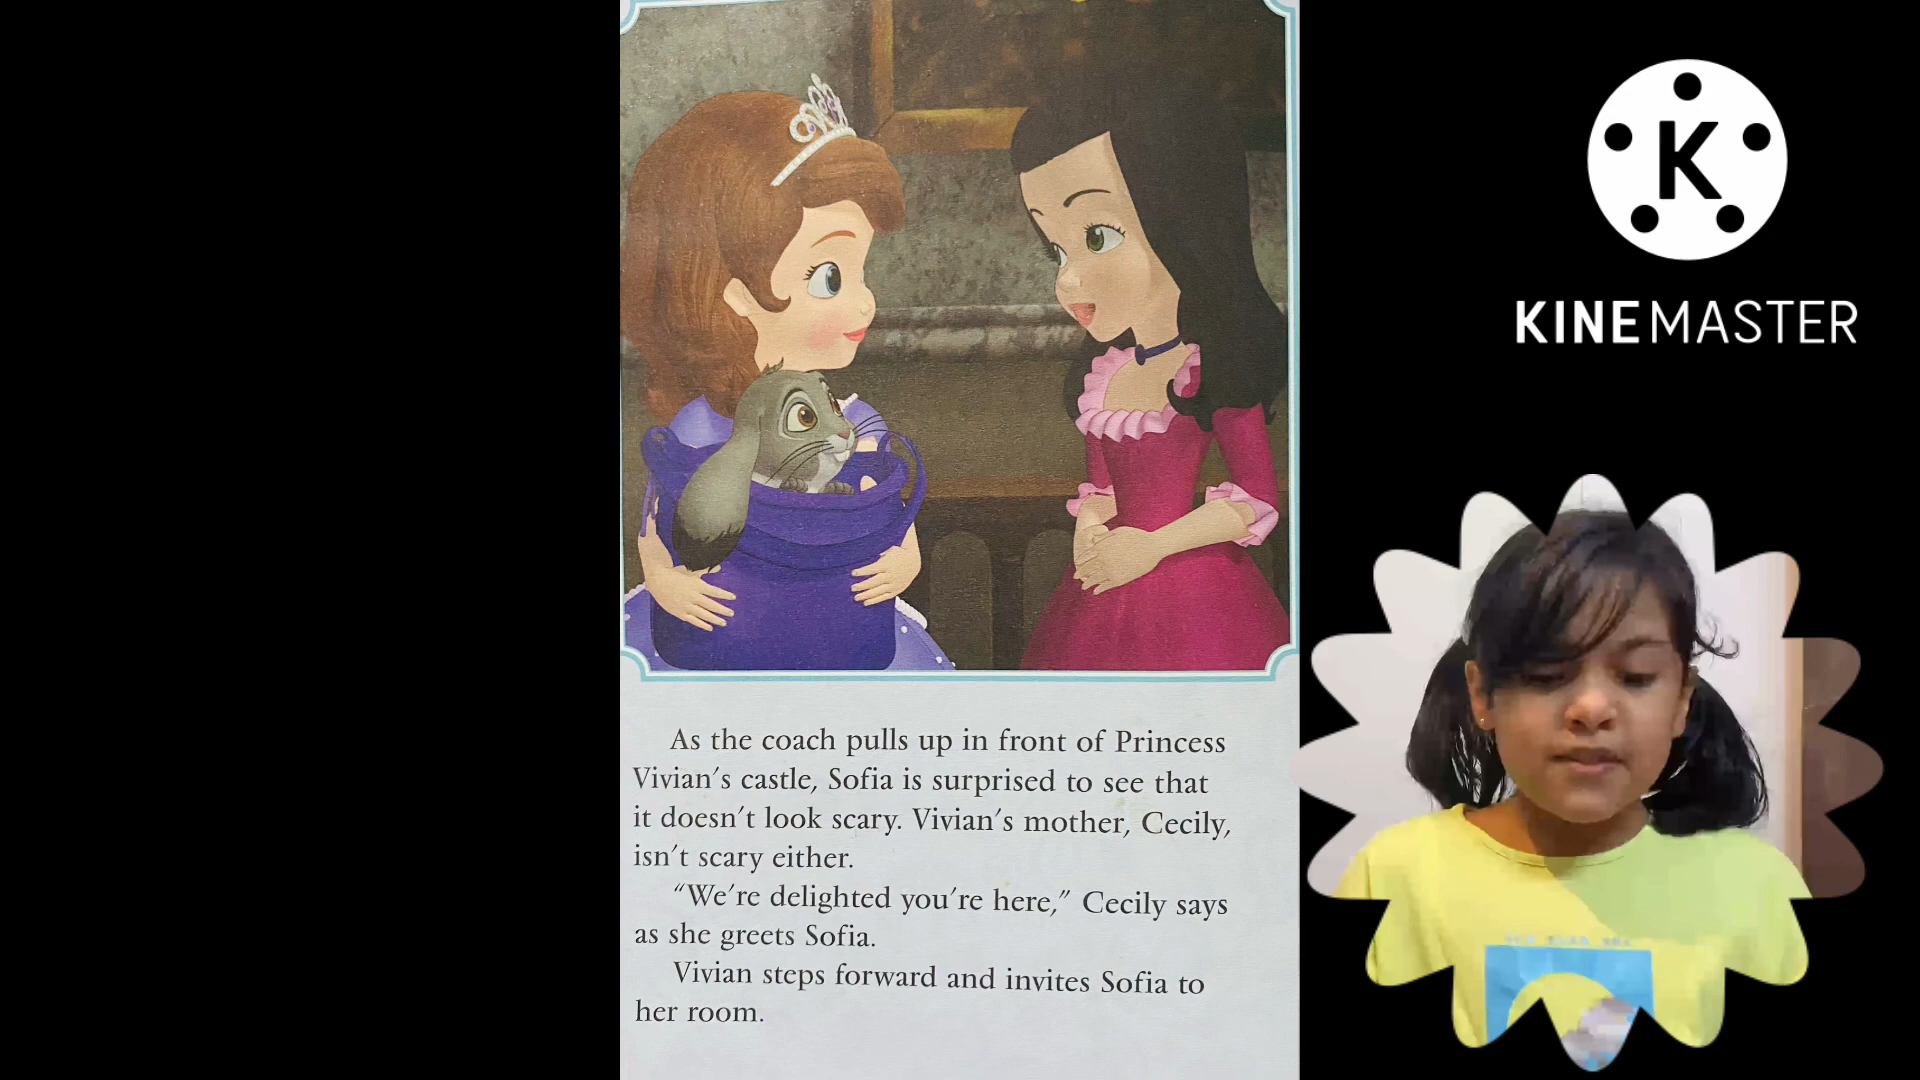 As the coach pulls up in front of Princess
Vivian's castle, Sofia is surprised to see that
it doesn't look scary. Vivian's mother, Cecily,
isn't scary either.
“We're delighted you're here,” Cecily says
as she greets Sofia.
Vivian steps forward and invites Sofia to
her room.
K
KINEMASTER